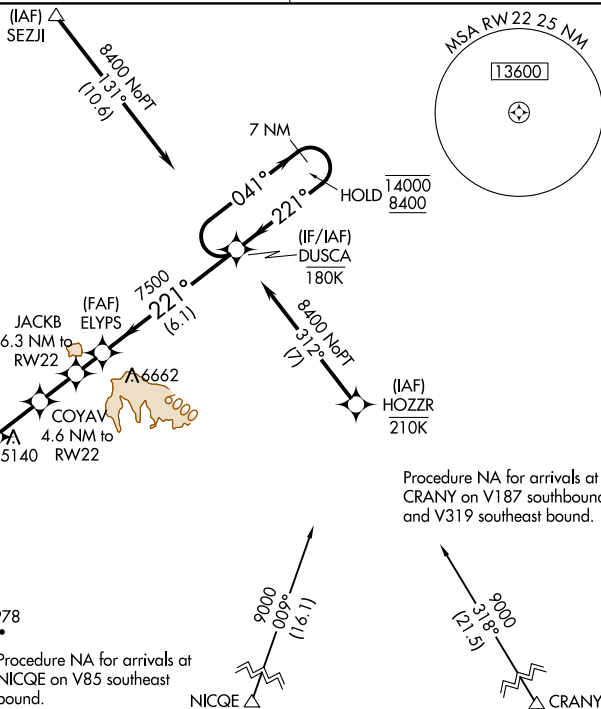 (IAF)
SEZJI
8400 NoPT
131°
(10.6)
MSA RW 22 25 NM
13600
7 NM
041°
221°
HOLD
14000
8400
(IF/IAF)
DUSCA
180K
7500
221°
(6.1)
(FAF)
ELYPS
JACKB
6.3 NM to
RW22
6662
6000
COYAV
4.6 NM to
RW22
5140
8400 NoPT
312°
(7)
(IAF)
HOZZR
210K
Procedure NA for arrivals at
CRANY on V187 southbound
and V319 southeast bound.
9000
009°
(16.1)
9000
318°
(21.5)
978
Procedure NA for arrivals at
NICQE on V85 southeast
bound.
NICQE
CRANY